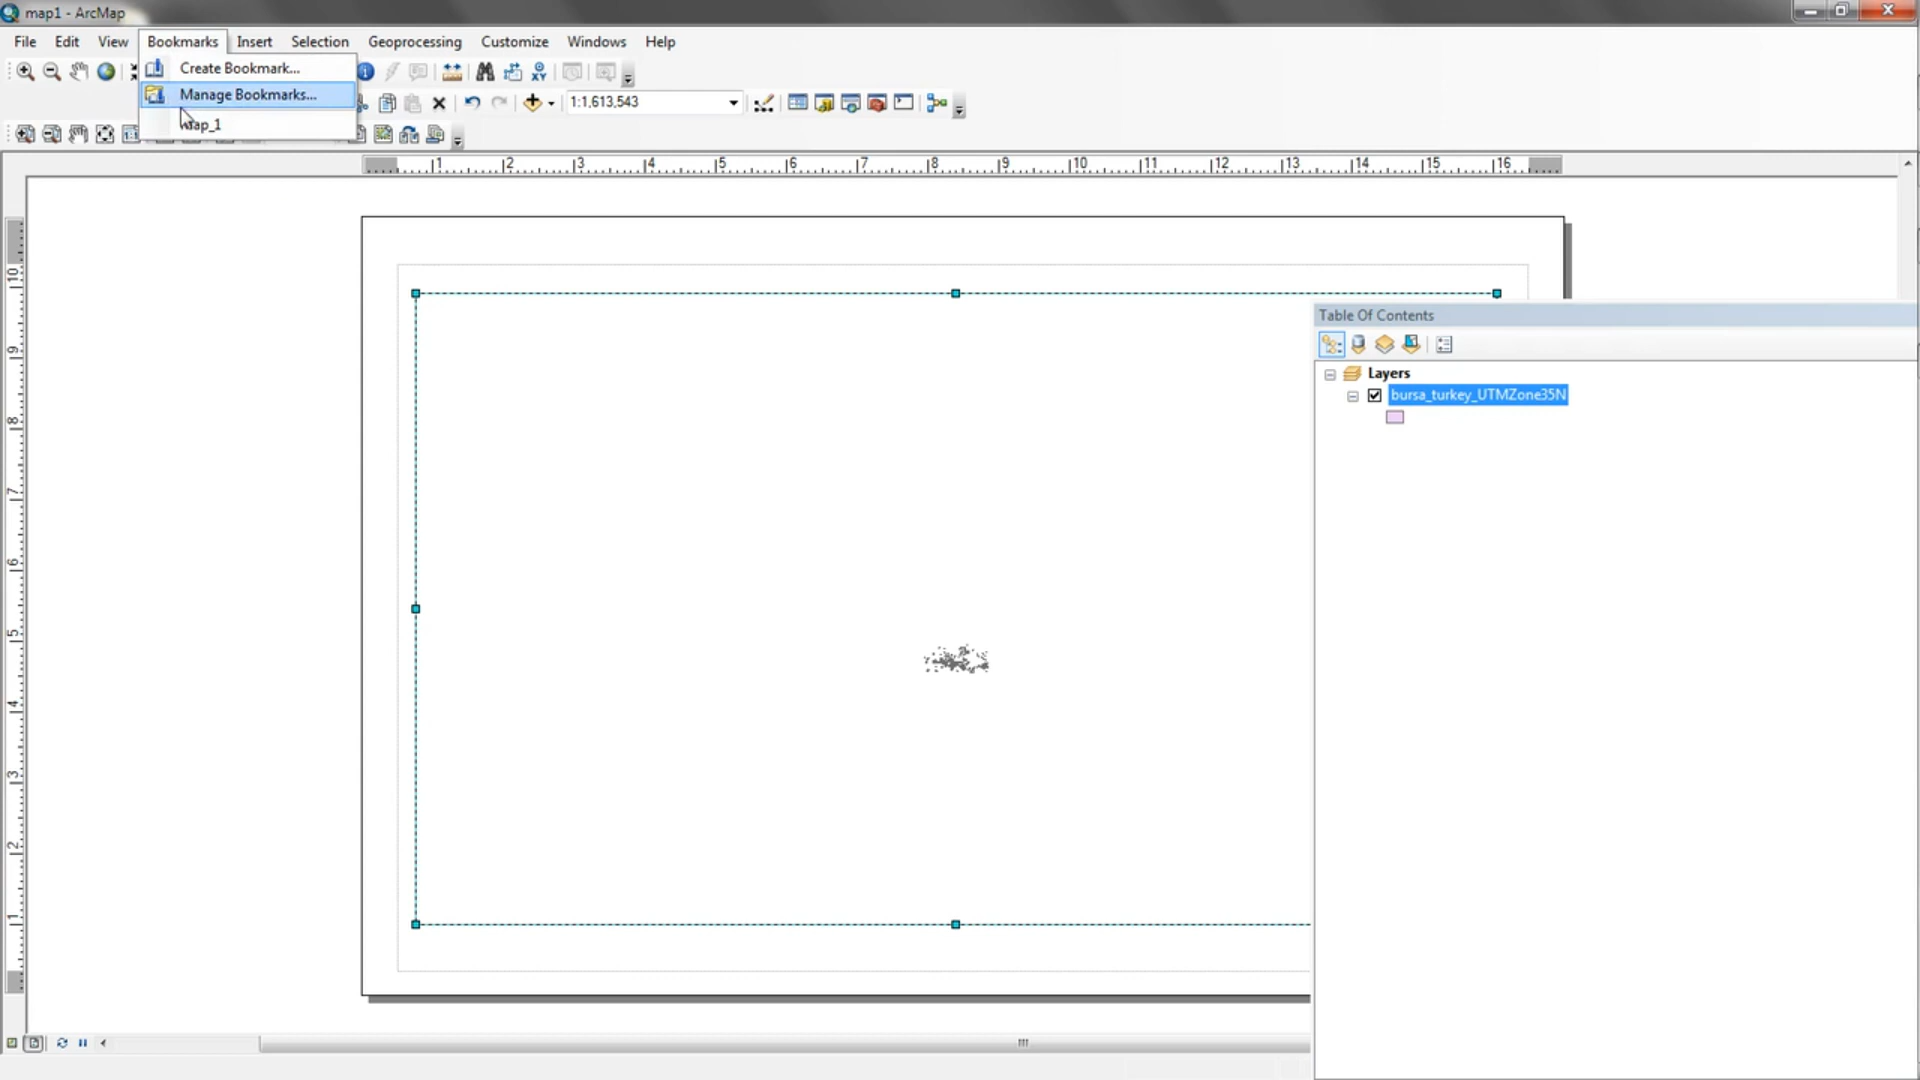 map1 - ArcMap
File Edit View Bookmarks Insert Selection Geoprocessing Customize Windows Help
Create Bookmark...
Manage Bookmarks...
1:1,613,543
map_1
1 2 3 4 5 6 7 8 9 10 11 12 13 14 15 16
10
9
8
7
6
5
4
3
2
1
Table Of Contents
Layers
bursa_turkey_UTMZone35N